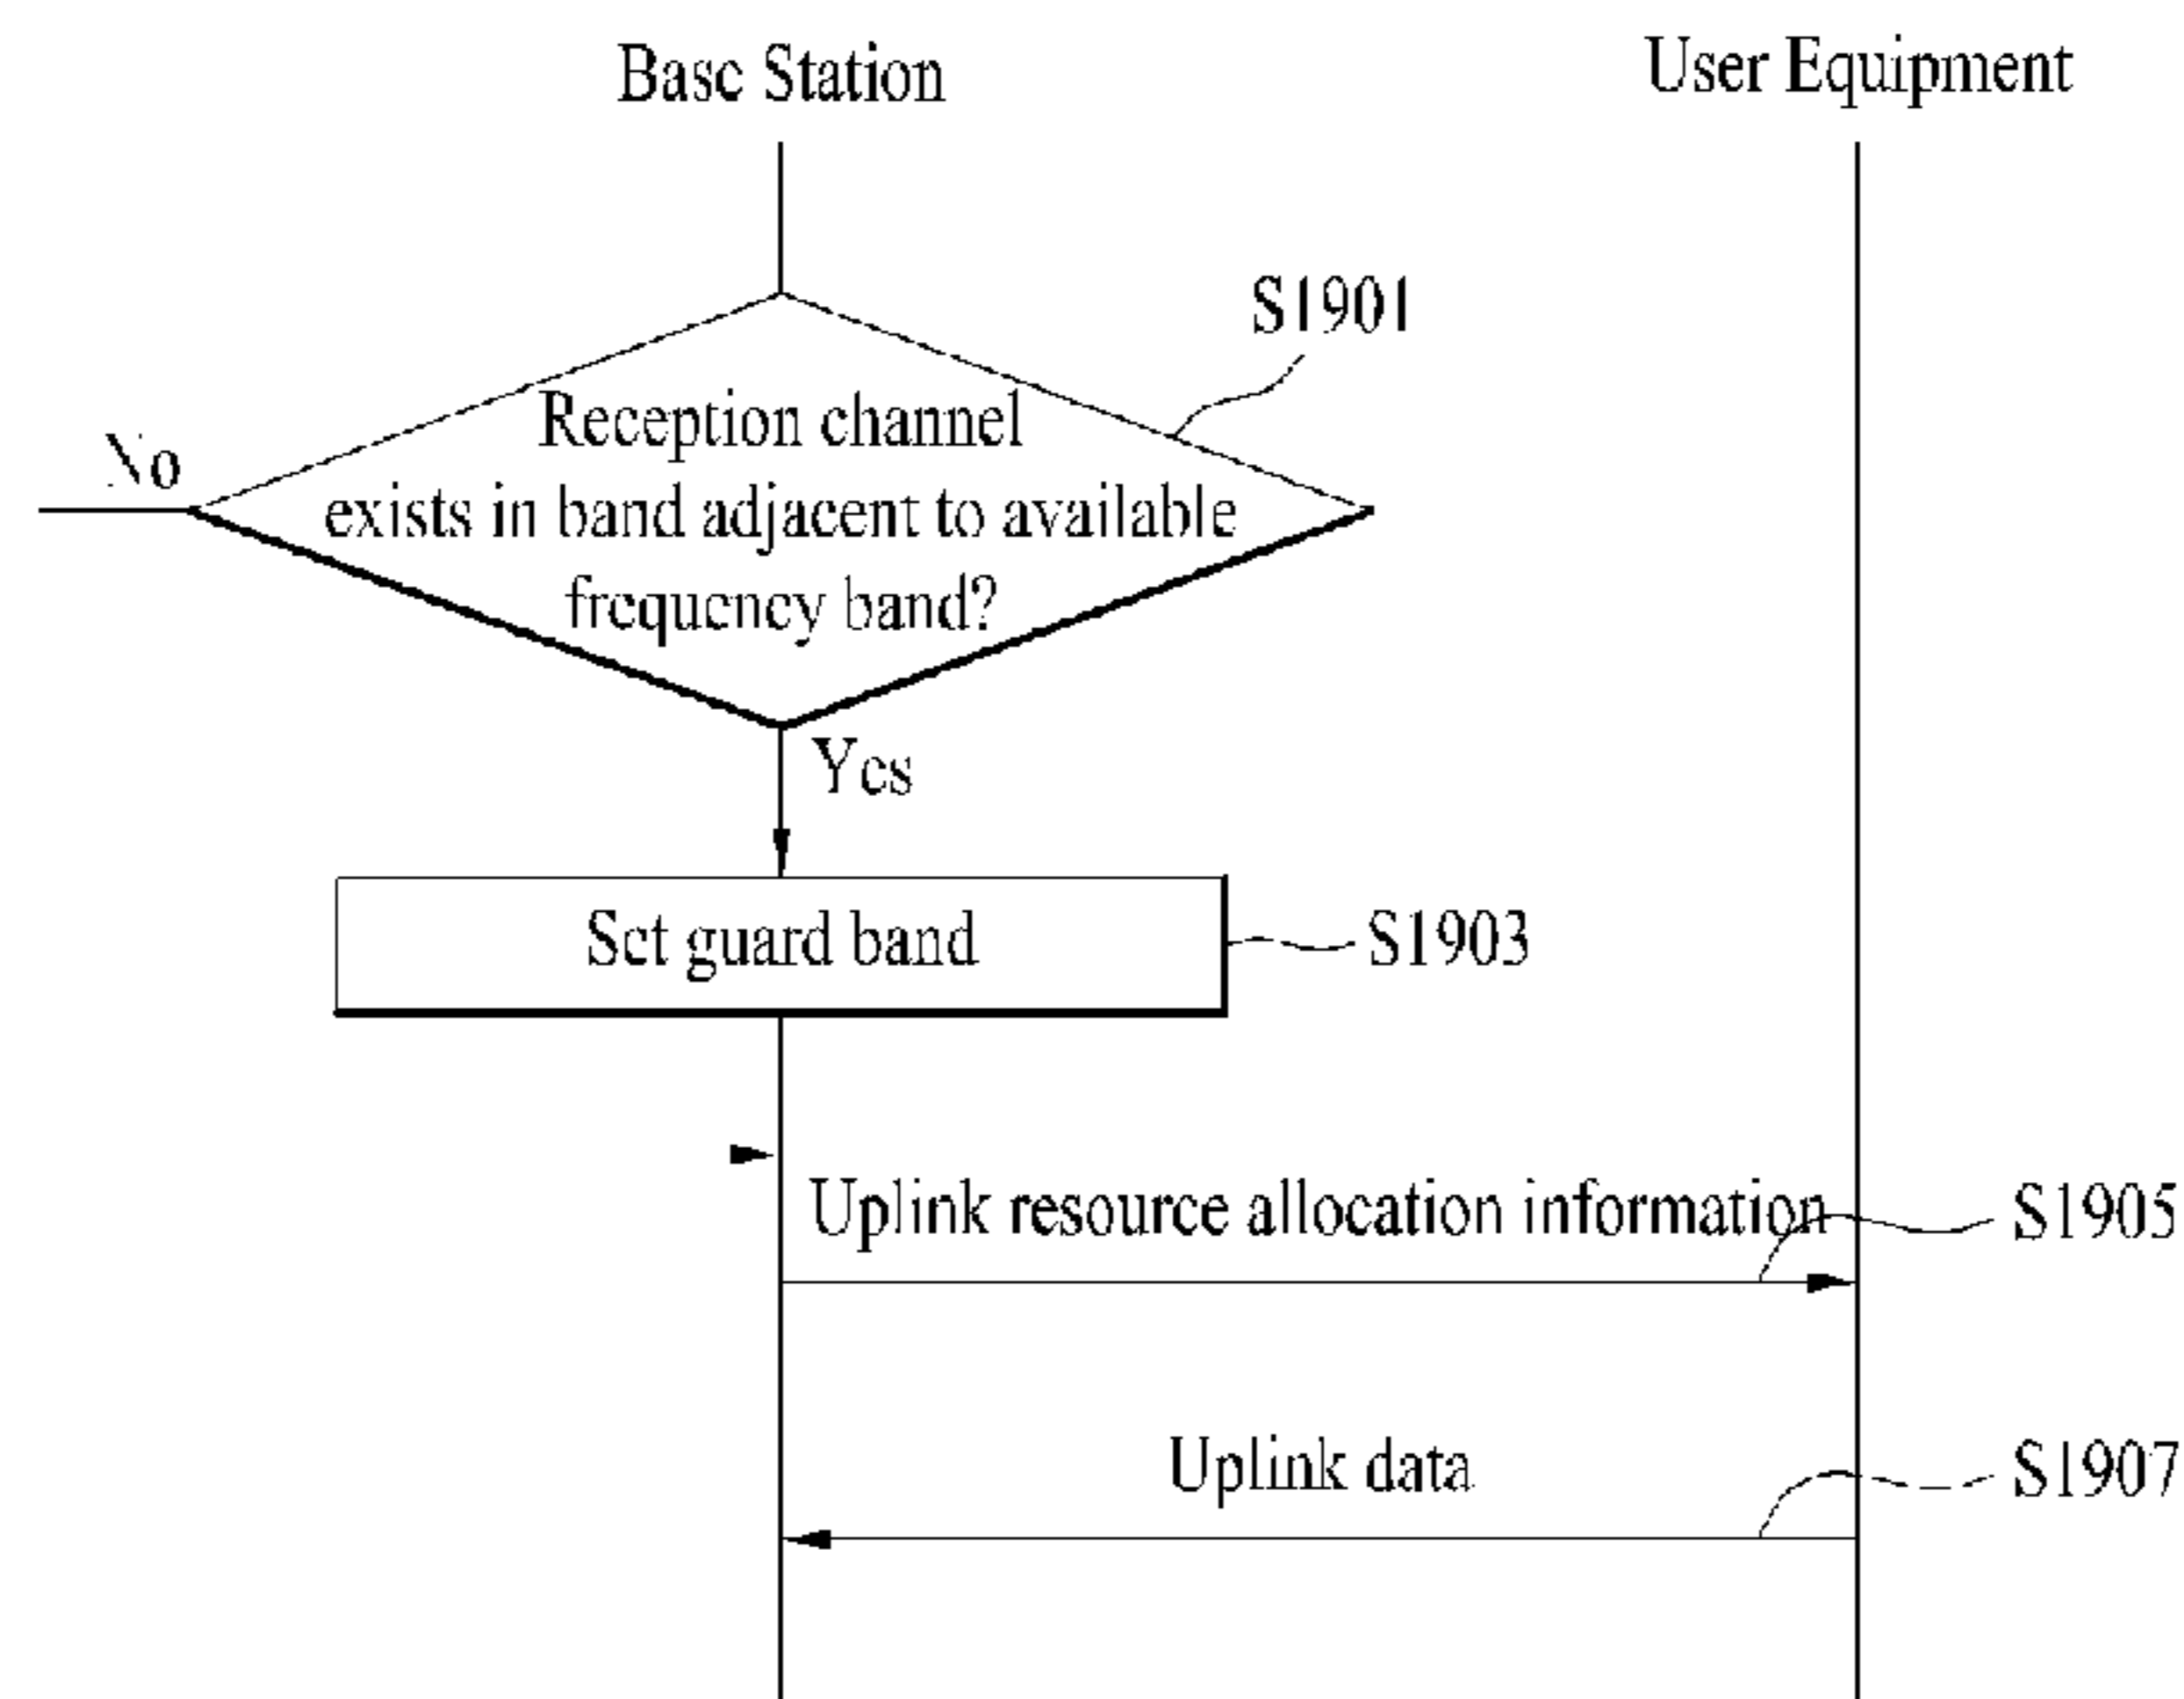 Base Station
User Equipment
S1901
Reception channel
exists in band adjacent to available
frequency band?
No
Yes
Set guard band
S1903
Uplink resource allocation information
S1905
Uplink data
S1907